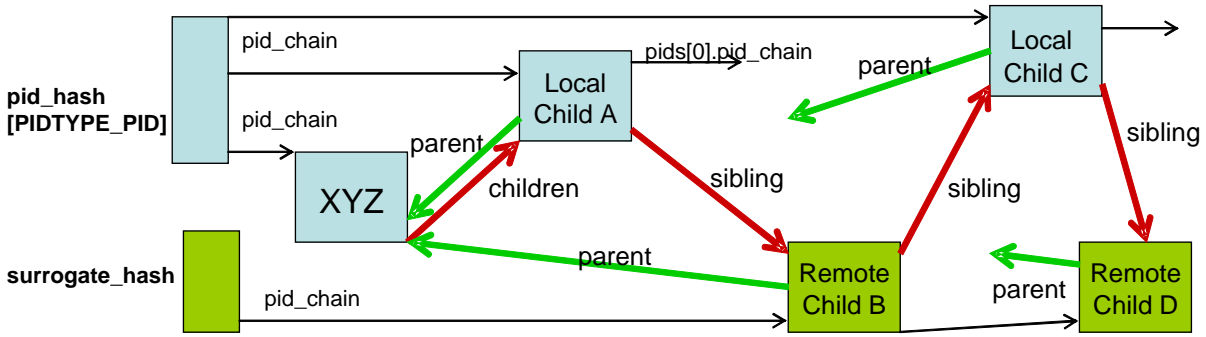 pid_chain
pids[0].pid_chain
Local
Child C
parent
Local
Child A
pid_hash
[PIDTYPE_PID]
pid_chain
parent
sibling
XYZ
children
sibling
sibling
parent
surrogate_hash
pid_chain
Remote
Child B
parent
Remote
Child D